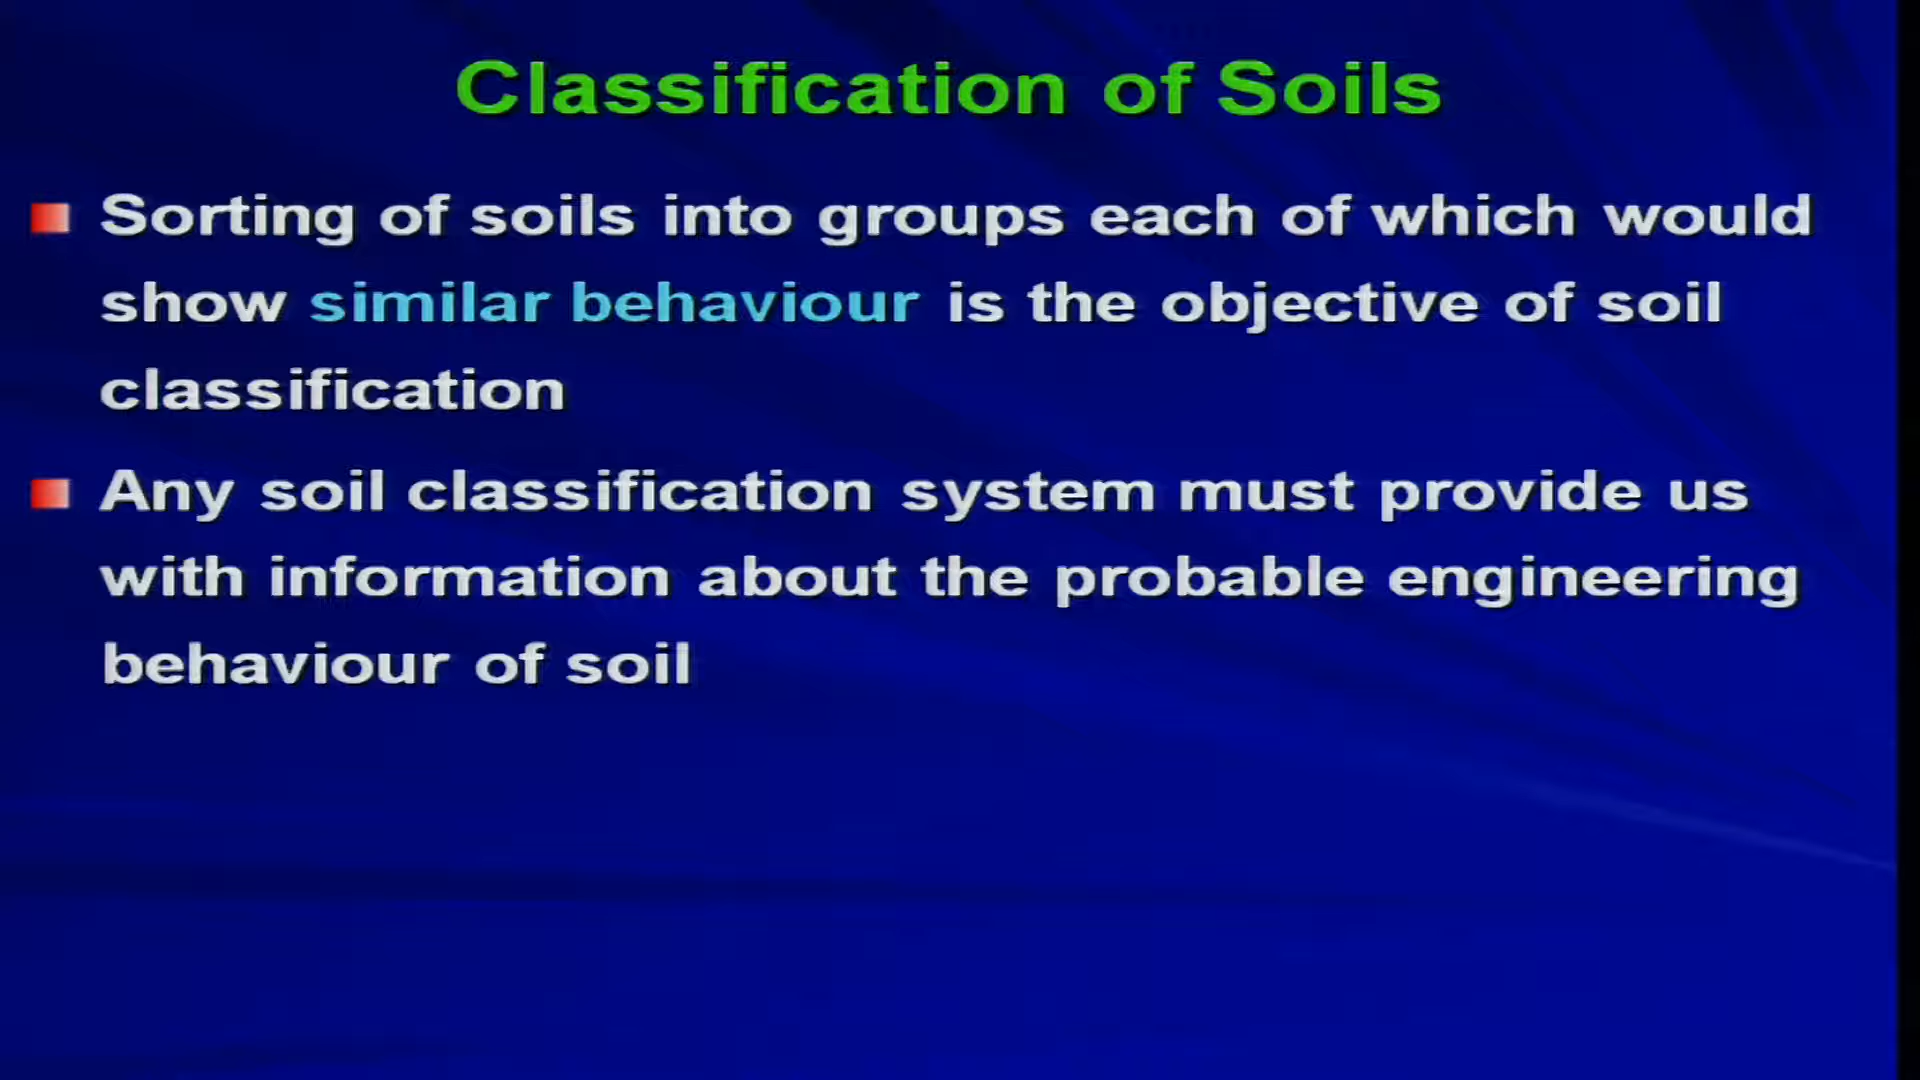 Classification of Soils
Sorting of soils into groups each of which would
show similar behaviour is the objective of soil
classification
Any soil classification system must provide us
with information about the probable engineering
behaviour of soil